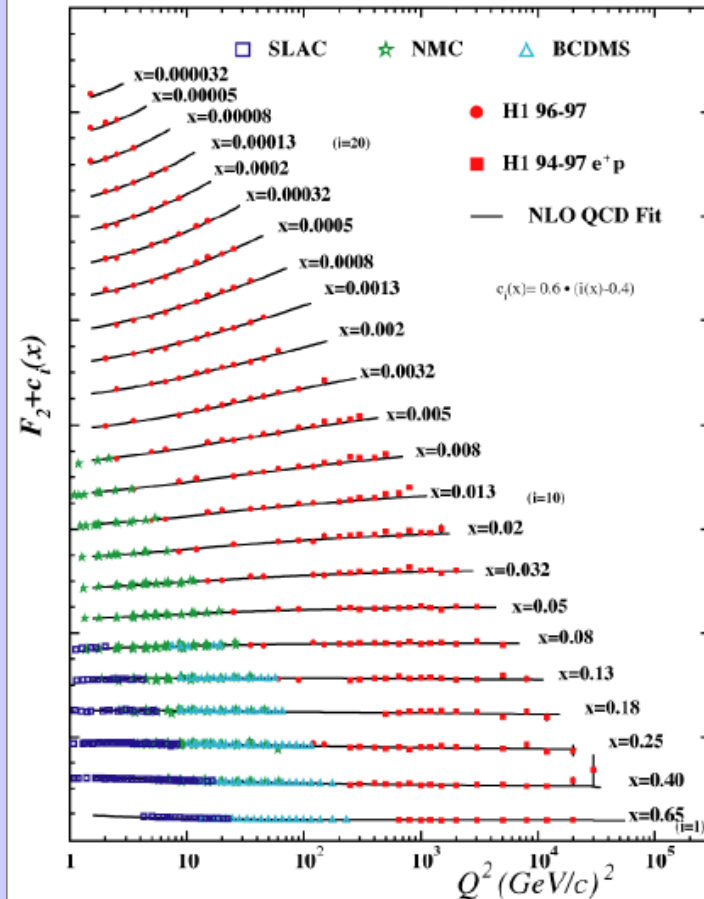 SLAC NMC BCDMS
x=0.000032
x=0.00005
x=0.00008
x=0.00013 (i=20)
x=0.0002
x=0.00032
x=0.0005
x=0.0008
x=0.0013
x=0.002
x=0.0032
x=0.005
x=0.008
x=0.013 (i=10)
x=0.02
x=0.032
x=0.05
x=0.08
x=0.13
x=0.18
x=0.25
x=0.40
x=0.65 (i=1)
H1 96-97
H1 94-97 e⁺p
NLO QCD Fit
cᵢ(x)= 0.6 • (i(x)-0.4)
F₂+cᵢ(x)
1 10 10² 10³ 10⁴ 10⁵
Q² (GeV/c)²